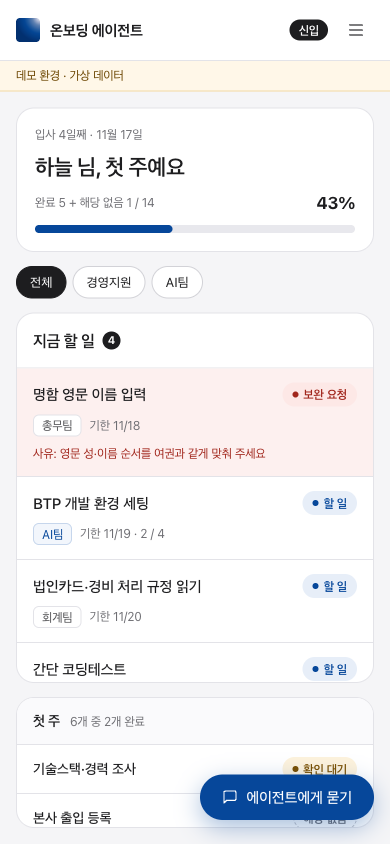 온보딩 에이전트
신입
데모 환경 · 가상 데이터
입사 4일째 · 11월 17일
하늘 님, 첫 주예요
완료 5 + 해당 없음 1 / 14
43%
전체
경영지원
AI팀
지금 할 일 4
명함 영문 이름 입력
보완 요청
총무팀 기한 11/18
사유: 영문 성·이름 순서를 여권과 같게 맞춰 주세요
BTP 개발 환경 세팅
할 일
AI팀 기한 11/19 · 2 / 4
법인카드·경비 처리 규정 읽기
할 일
회계팀 기한 11/20
간단 코딩테스트
할 일
첫 주 6개 중 2개 완료
기술스택·경력 조사
확인 대기
에이전트에게 묻기
본사 출입 등록